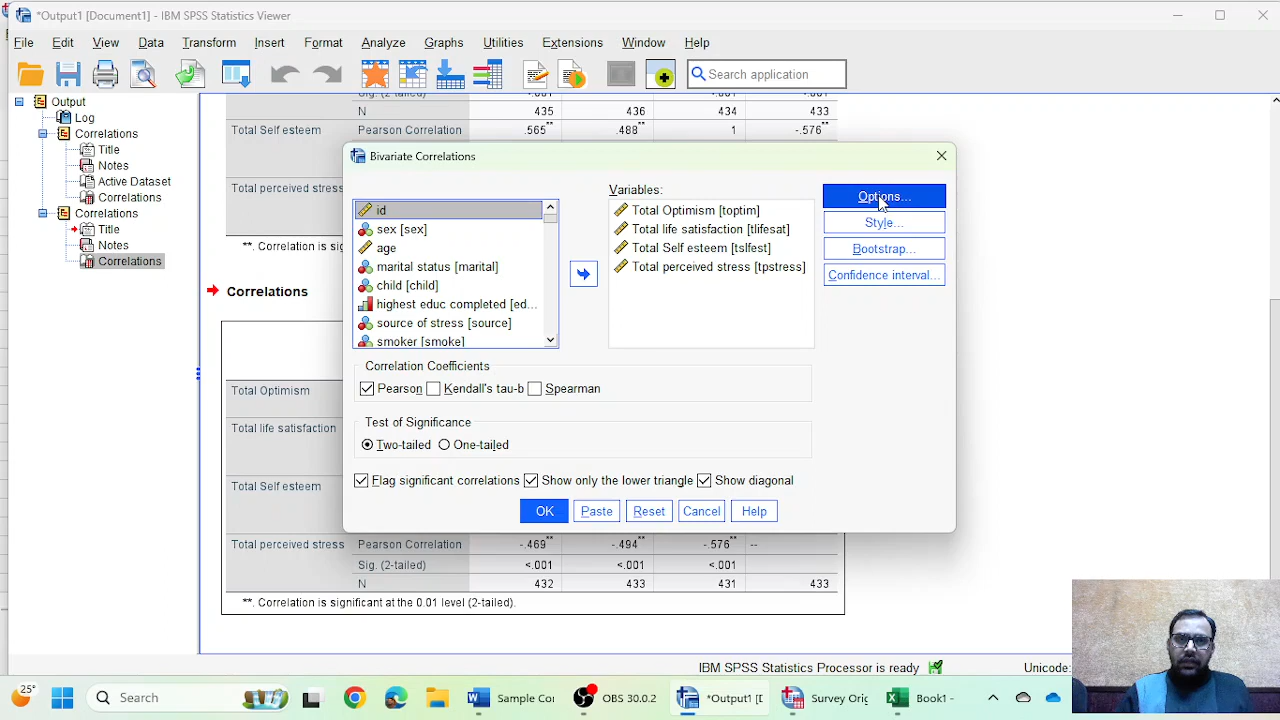 *Output1 [Document1] - IBM SPSS Statistics Viewer
File Edit View Data Transform Insert Format Analyze Graphs Utilities Extensions Window Help
Search application
Output
Log
Correlations
Title
Notes
Active Dataset
Correlations
Correlations
Title
Notes
Correlations
N 435 436 434 433
Total Self esteem Pearson Correlation .565** .488** 1 -.576**
Total perceived stress
Correlations
Total Optimism
Total life satisfaction
Total Self esteem
Total perceived stress Pearson Correlation -.469** -.494** -.576** --
Sig. (2-tailed) <.001 <.001 <.001
N 432 433 431 433
**. Correlation is significant at the 0.01 level (2-tailed).
Bivariate Correlations
id
sex [sex]
age
marital status [marital]
child [child]
highest educ completed [ed...
source of stress [source]
smoker [smoke]
Variables:
Total Optimism [toptim]
Total life satisfaction [tlifesat]
Total Self esteem [tslfest]
Total perceived stress [tpstress]
Options...
Style...
Bootstrap...
Confidence interval...
Correlation Coefficients
Pearson Kendall's tau-b Spearman
Test of Significance
Two-tailed One-tailed
Flag significant correlations Show only the lower triangle Show diagonal
OK Paste Reset Cancel Help
IBM SPSS Statistics Processor is ready Unicode:
25° Search Sample Co OBS 30.0.2 *Output1 [D Survey Orig Book1 -